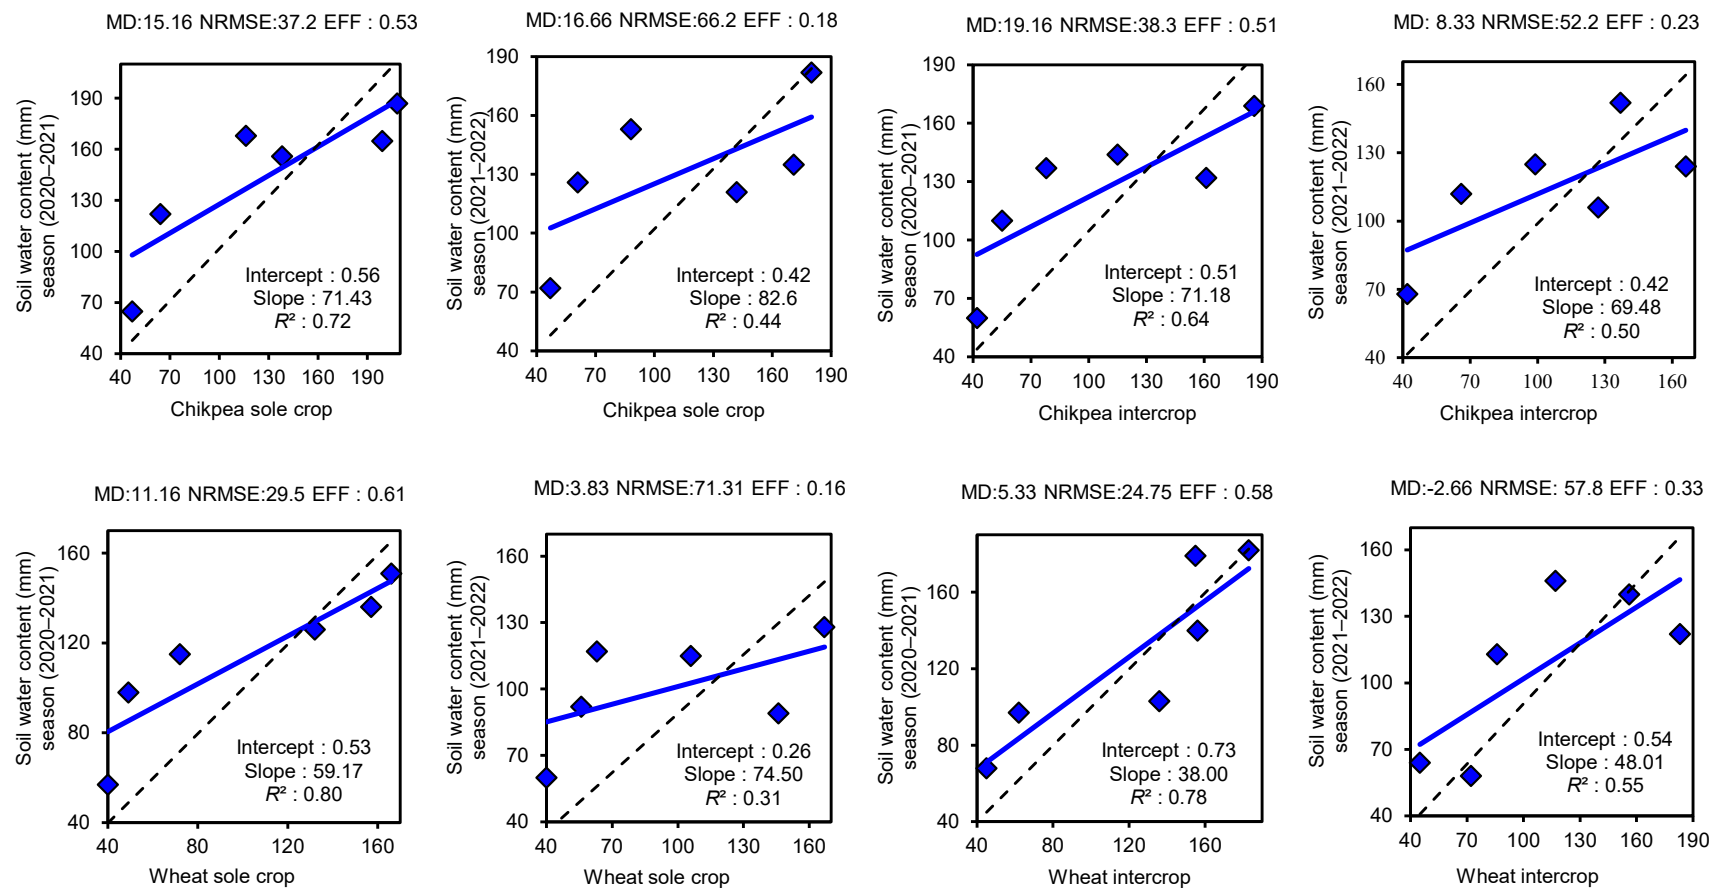 MD:15.16 NRMSE:37.2 EFF : 0.53
Soil water content (mm)
season (2020–2021)
190
160
130
100
70
40
Intercept : 0.56
Slope : 71.43
R² : 0.72
40 70 100 130 160 190
Chikpea sole crop
MD:16.66 NRMSE:66.2 EFF : 0.18
Soil water content (mm)
season (2021–2022)
190
160
130
100
70
40
Intercept : 0.42
Slope : 82.6
R² : 0.44
40 70 100 130 160 190
Chikpea sole crop
MD:19.16 NRMSE:38.3 EFF : 0.51
Soil water content (mm)
season (2020–2021)
190
160
130
100
70
40
Intercept : 0.51
Slope : 71.18
R² : 0.64
40 70 100 130 160 190
Chikpea intercrop
MD: 8.33 NRMSE:52.2 EFF : 0.23
Soil water content (mm)
season (2021–2022)
160
130
100
70
40
Intercept : 0.42
Slope : 69.48
R² : 0.50
40 70 100 130 160
Chikpea intercrop
MD:11.16 NRMSE:29.5 EFF : 0.61
Soil water content (mm)
season (2020–2021)
160
120
80
40
Intercept : 0.53
Slope : 59.17
R² : 0.80
40 80 120 160
Wheat sole crop
MD:3.83 NRMSE:71.31 EFF : 0.16
Soil water content (mm)
season (2021–2022)
160
130
100
70
40
Intercept : 0.26
Slope : 74.50
R² : 0.31
40 70 100 130 160
Wheat sole crop
MD:5.33 NRMSE:24.75 EFF : 0.58
Soil water content (mm)
season (2020–2021)
160
120
80
40
Intercept : 0.73
Slope : 38.00
R² : 0.78
40 80 120 160
Wheat intercrop
MD:-2.66 NRMSE: 57.8 EFF : 0.33
Soil water content (mm)
season (2021–2022)
160
130
100
70
40
Intercept : 0.54
Slope : 48.01
R² : 0.55
40 70 100 130 160 190
Wheat intercrop